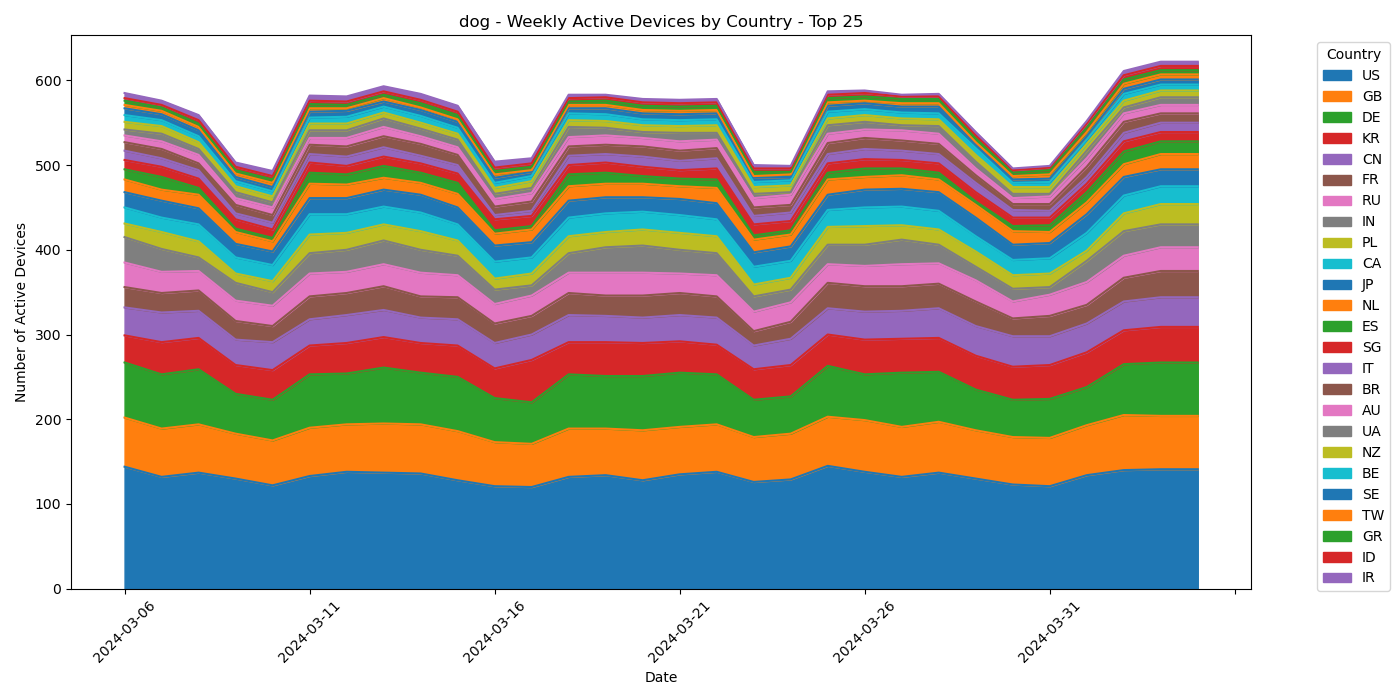 dog - Weekly Active Devices by Country - Top 25
Number of Active Devices
600
500
400
300
200
100
0
2024-03-06
2024-03-11
2024-03-16
2024-03-21
2024-03-26
2024-03-31
Date
Country
US
GB
DE
KR
CN
FR
RU
IN
PL
CA
JP
NL
ES
SG
IT
BR
AU
UA
NZ
BE
SE
TW
GR
ID
IR